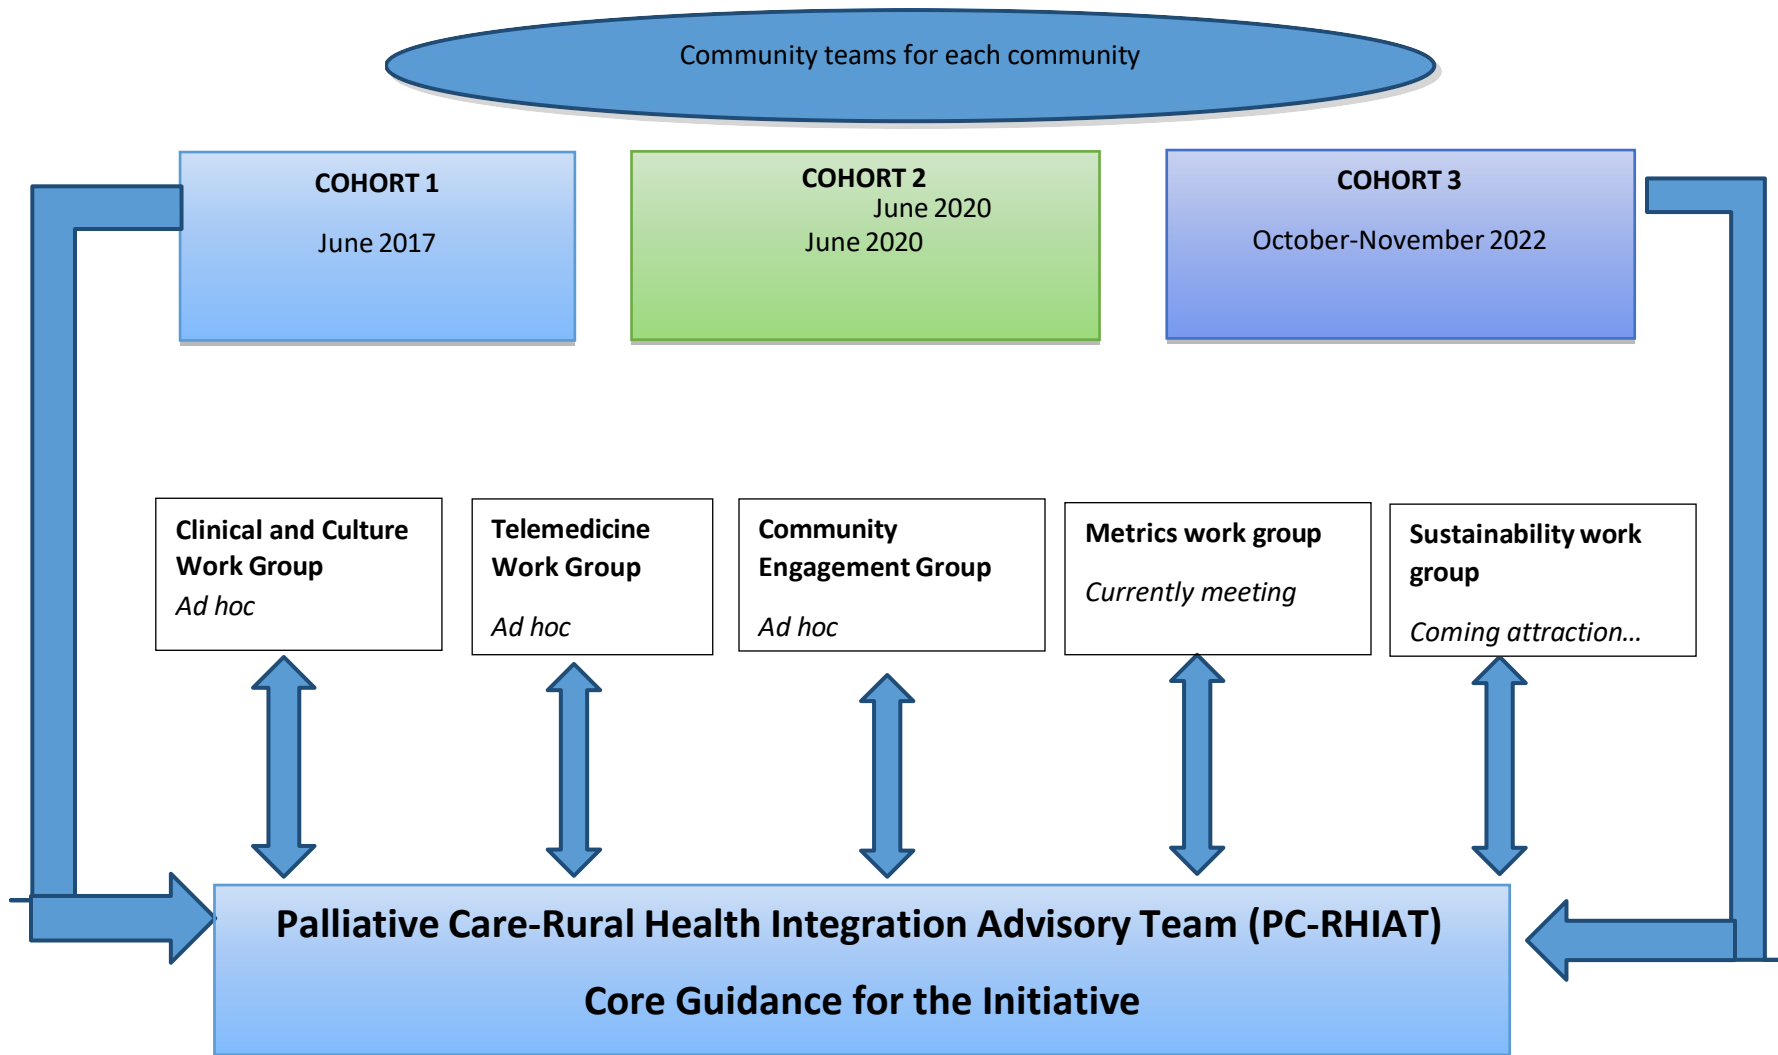 Community teams for each community
COHORT 1
June 2017
COHORT 2
June 2020
June 2020
COHORT 3
October-November 2022
Clinical and Culture
Work Group
Ad hoc
Telemedicine
Work Group
Ad hoc
Community
Engagement Group
Ad hoc
Metrics work group
Currently meeting
Sustainability work
group
Coming attraction…
Palliative Care-Rural Health Integration Advisory Team (PC-RHIAT)
Core Guidance for the Initiative